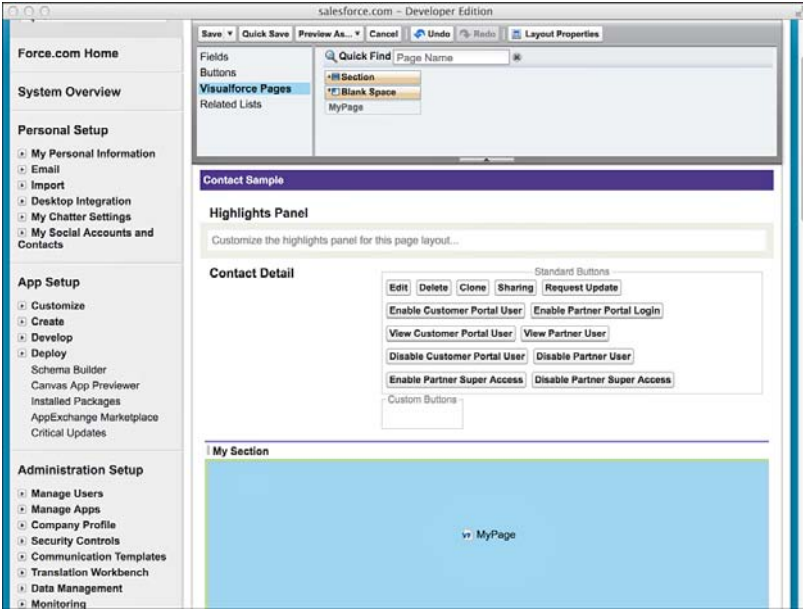 salesforce.com – Developer Edition
Save Quick Save Preview As... Cancel Undo Redo Layout Properties
Fields
Buttons
Visualforce Pages
Related Lists
Quick Find Page Name
Section
Blank Space
MyPage
Force.com Home
System Overview
Personal Setup
My Personal Information
Email
Import
Desktop Integration
My Chatter Settings
My Social Accounts and
Contacts
App Setup
Customize
Create
Develop
Deploy
Schema Builder
Canvas App Previewer
Installed Packages
AppExchange Marketplace
Critical Updates
Administration Setup
Manage Users
Manage Apps
Company Profile
Security Controls
Communication Templates
Translation Workbench
Data Management
Monitoring
Contact Sample
Highlights Panel
Customize the highlights panel for this page layout...
Contact Detail
Standard Buttons
Edit Delete Clone Sharing Request Update
Enable Customer Portal User Enable Partner Portal Login
View Customer Portal User View Partner User
Disable Customer Portal User Disable Partner User
Enable Partner Super Access Disable Partner Super Access
Custom Buttons
My Section
MyPage